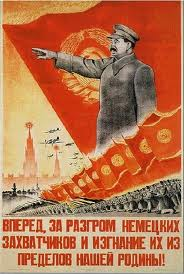 ВПЕРЕД, ЗА РАЗГРОМ НЕМЕЦКИХ
ЗАХВАТЧИКОВ И ИЗГНАНИЕ ИХ ИЗ
ПРЕДЕЛОВ НАШЕЙ РОДИНЫ!